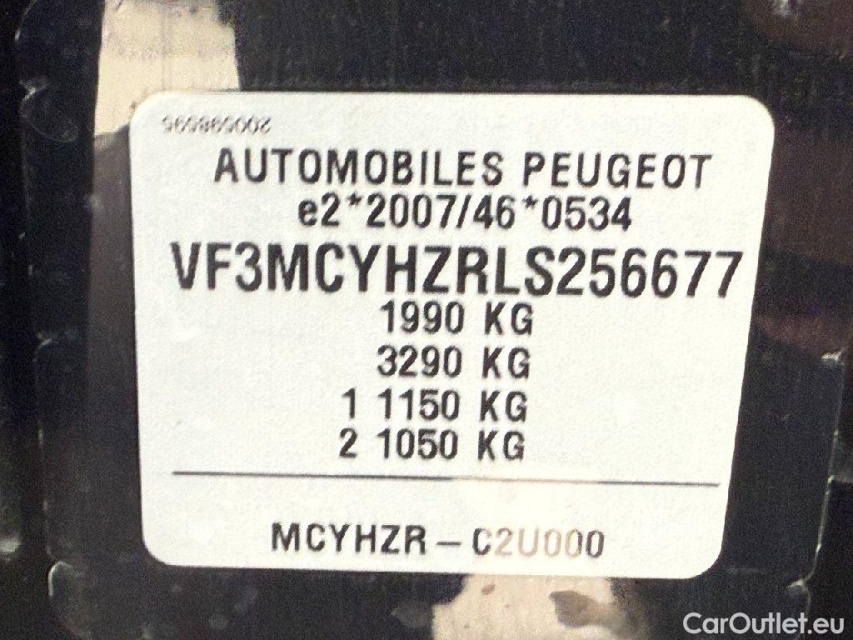 AUTOMOBILES PEUGEOT
e2*2007/46*0534
VF3MCYHZRLS256677
1990 KG
3290 KG
1 1150 KG
2 1050 KG
MCYHZR – C2U000
CarOutlet.eu